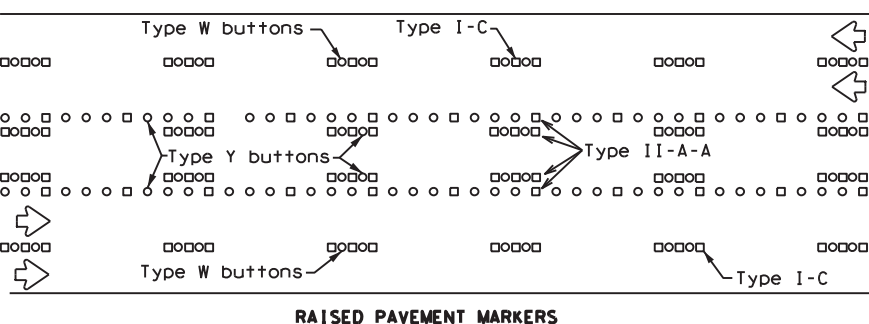 Type W buttons
Type I-C
Type Y buttons
Type II-A-A
Type W buttons
Type I-C
RAISED PAVEMENT MARKERS